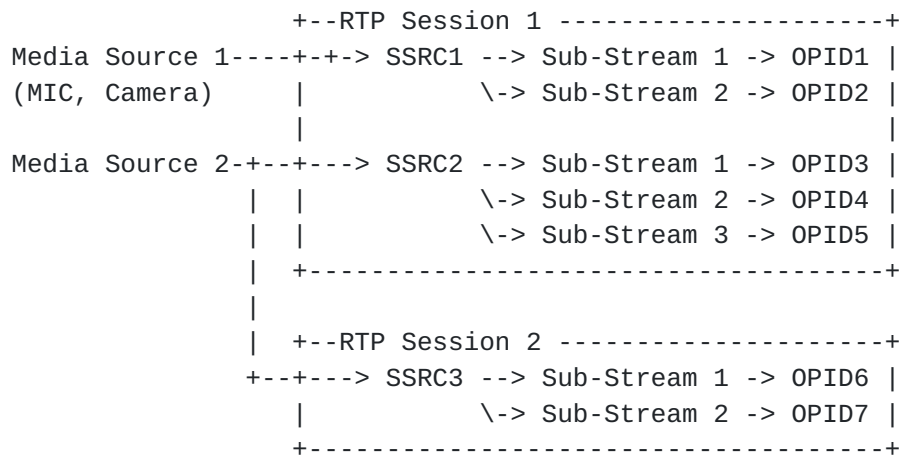 +--RTP Session 1 ---------------------+
Media Source 1----+-+-> SSRC1 --> Sub-Stream 1 -> OPID1 |
(MIC, Camera)     |           \-> Sub-Stream 2 -> OPID2 |
                  |                                     |
Media Source 2-+--+---> SSRC2 --> Sub-Stream 1 -> OPID3 |
               |  |           \-> Sub-Stream 2 -> OPID4 |
               |  |           \-> Sub-Stream 3 -> OPID5 |
               |  +-------------------------------------+
               |
               |  +--RTP Session 2 ---------------------+
               +--+---> SSRC3 --> Sub-Stream 1 -> OPID6 |
                  |           \-> Sub-Stream 2 -> OPID7 |
                  +-------------------------------------+